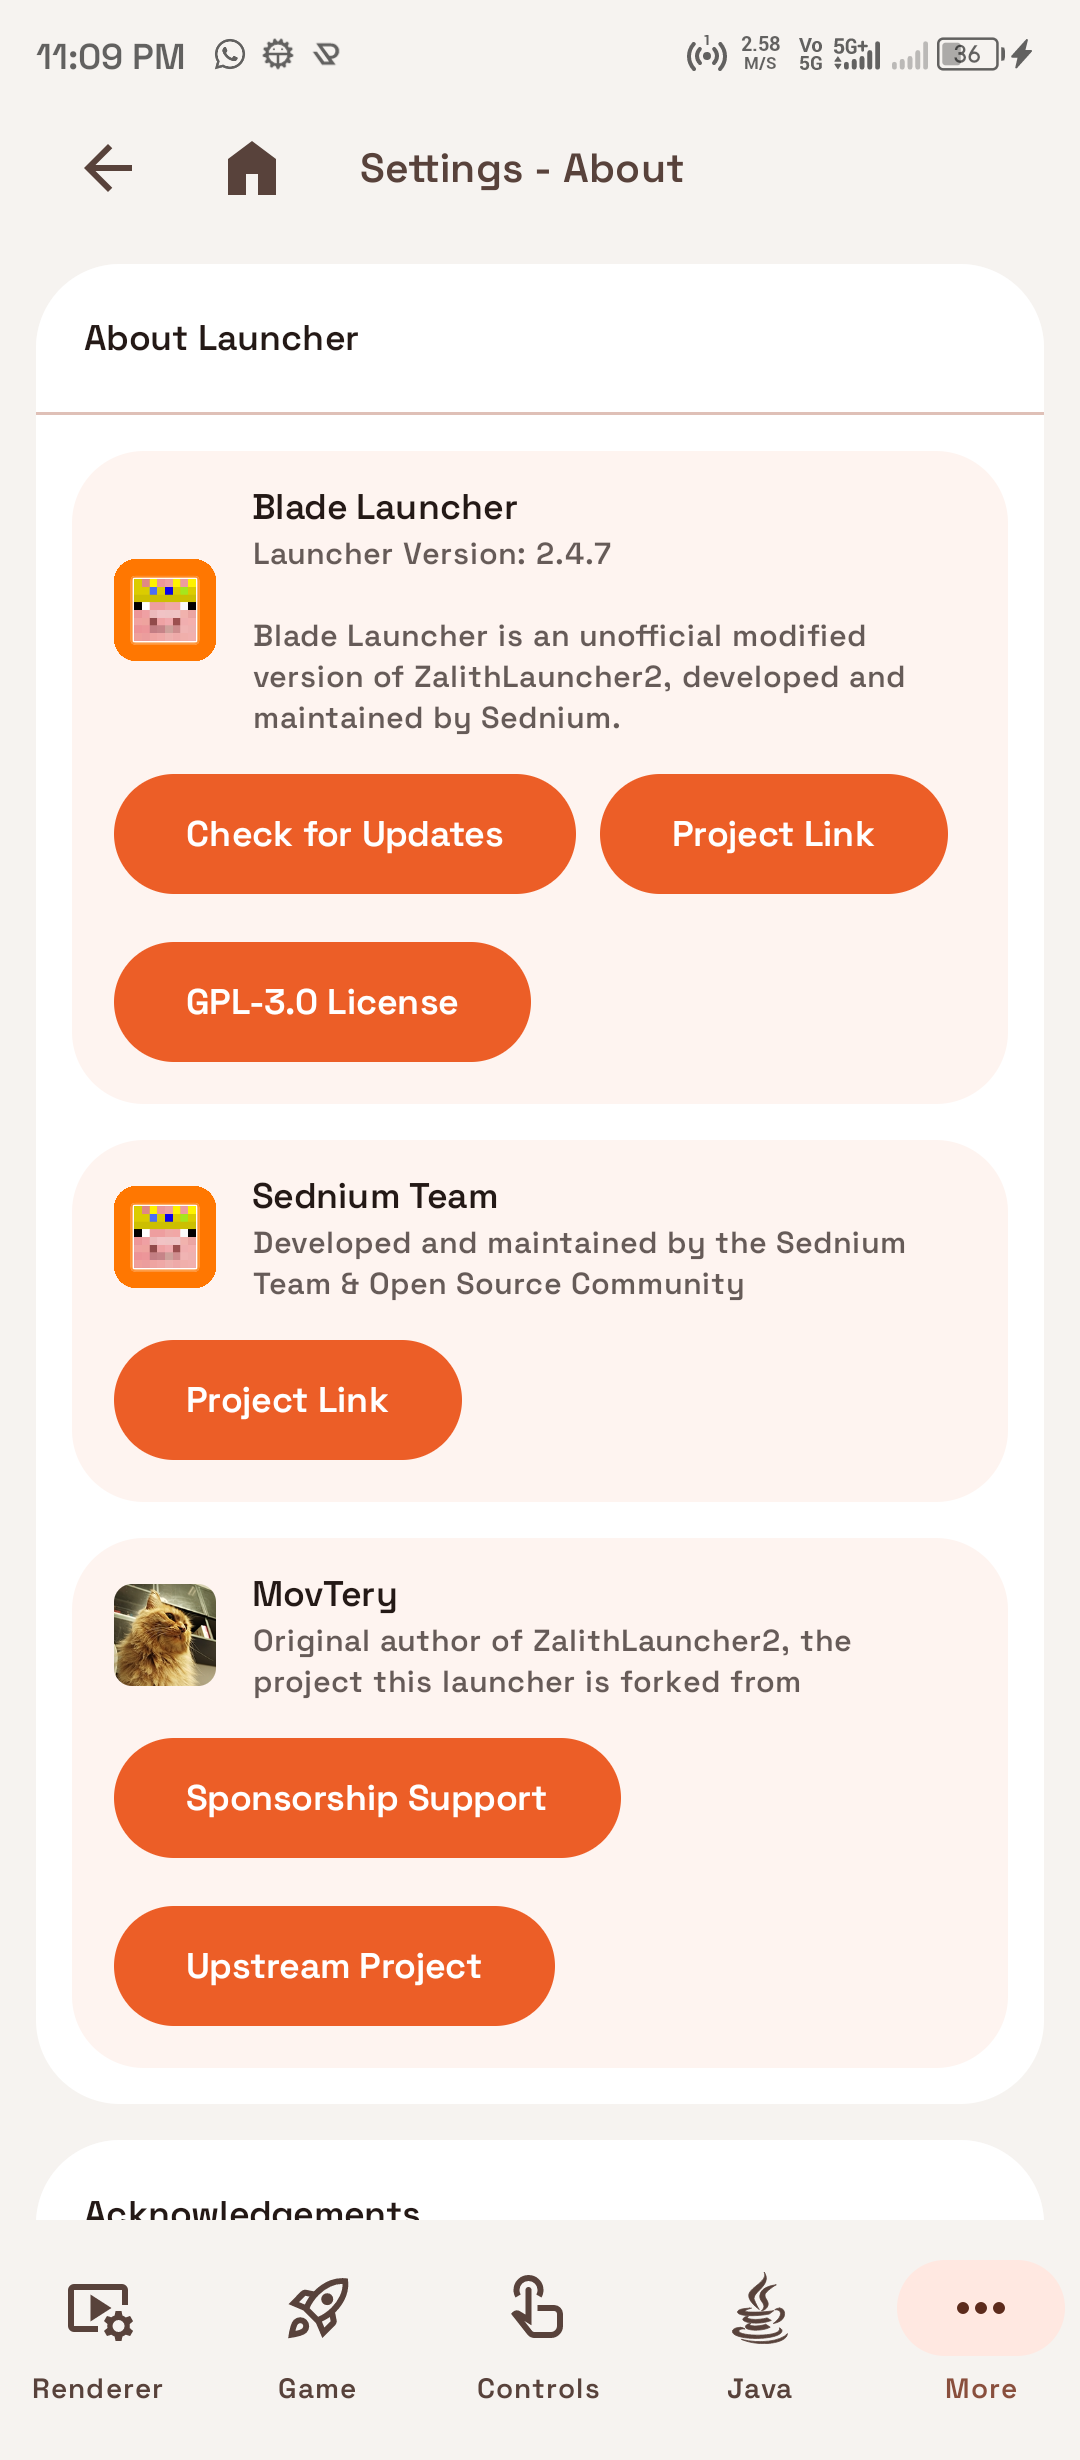 11:09 PM
1
2.58
M/S
Vo
5G
5G+
36
Settings - About
About Launcher
Blade Launcher
Launcher Version: 2.4.7
Blade Launcher is an unofficial modified
version of ZalithLauncher2, developed and
maintained by Sednium.
Check for Updates
Project Link
GPL-3.0 License
Sednium Team
Developed and maintained by the Sednium
Team & Open Source Community
Project Link
MovTery
Original author of ZalithLauncher2, the
project this launcher is forked from
Sponsorship Support
Upstream Project
Acknowledgements
Renderer
Game
Controls
Java
More